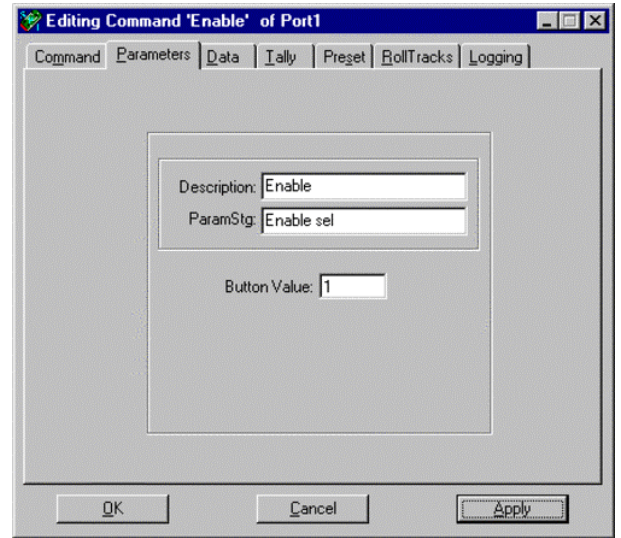 Editing Command 'Enable' of Port1
Command Parameters Data Tally Preset RollTracks Logging
Description: Enable
ParamStg: Enable sel
Button Value: 1
OK Cancel Apply